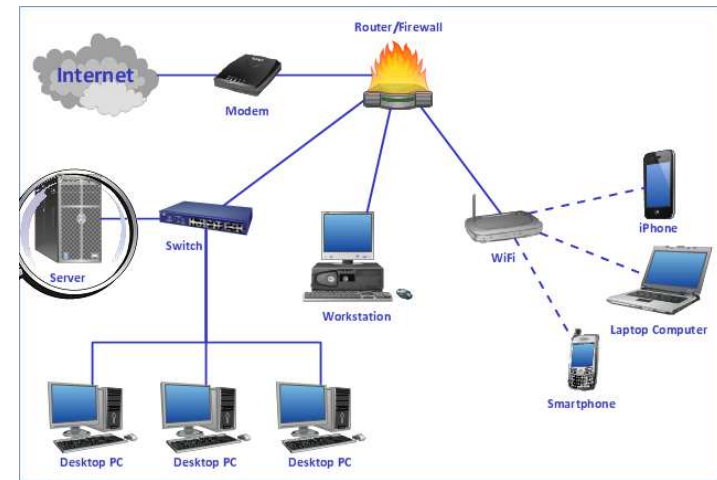 Router/Firewall
Internet
Modem
iPhone
Switch
WiFi
Server
Workstation
Laptop Computer
Smartphone
Desktop PC
Desktop PC
Desktop PC